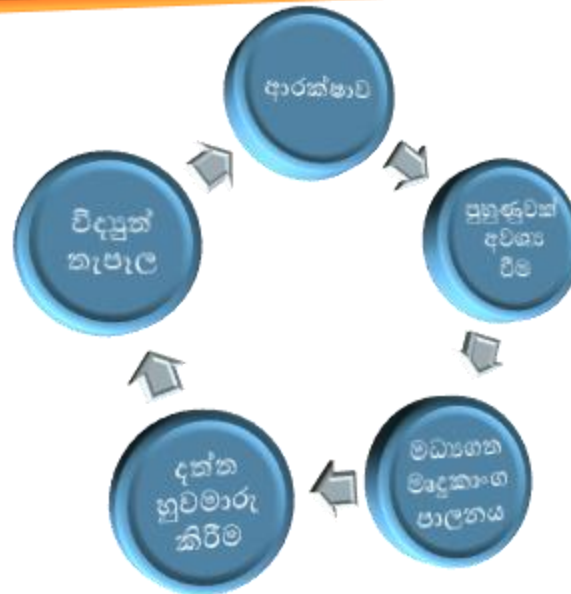 ආරක්ෂාව
පුහුණුවක්
අවශ්‍ය
වීම
මධ්‍යගත
මෘදුකාංග
පාලනය
දත්ත
හුවමාරු
කිරීම
විද්‍යුත්
තැපෑල